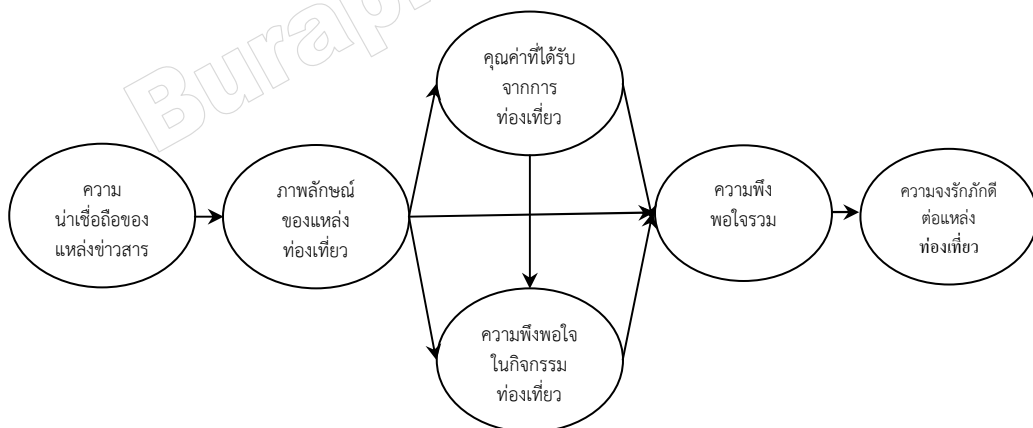 Burap
คุณค่าที่ได้รับ
จากการ
ท่องเที่ยว
ความ
น่าเชื่อถือของ
แหล่งข่าวสาร
ภาพลักษณ์
ของแหล่ง
ท่องเที่ยว
ความพึง
พอใจรวม
ความจงรักภักดี
ต่อแหล่ง
ท่องเที่ยว
ความพึงพอใจ
ในกิจกรรม
ท่องเที่ยว